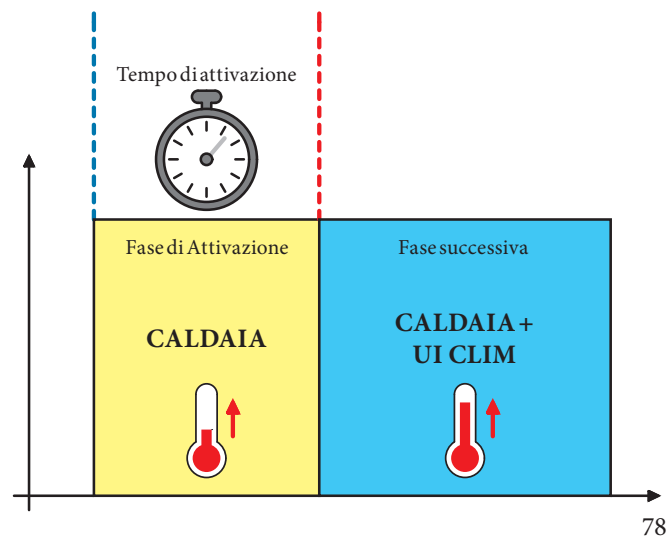 Tempo di attivazione
Fase di Attivazione
Fase successiva
CALDAIA
CALDAIA +
UI CLIM
78